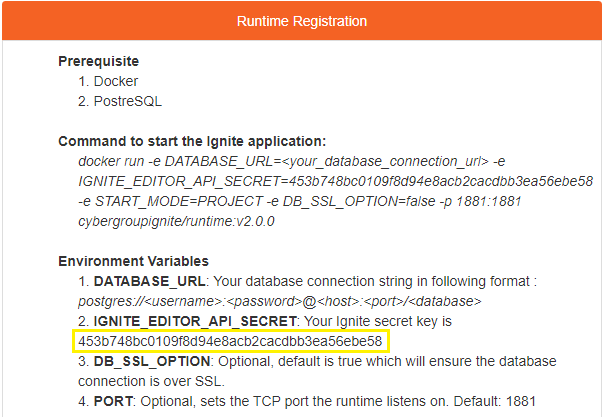 Runtime Registration
Prerequisite
1. Docker
2. PostreSQL
Command to start the Ignite application:
docker run -e DATABASE_URL=<your_database_connection_url> -e
IGNITE_EDITOR_API_SECRET=453b748bc0109f8d94e8acb2cacdbb3ea56ebe58
-e START_MODE=PROJECT -e DB_SSL_OPTION=false -p 1881:1881
cybergroupignite/runtime:v2.0.0
Environment Variables
1. DATABASE_URL: Your database connection string in following format :
postgres://<username>:<password>@<host>:<port>/<database>
2. IGNITE_EDITOR_API_SECRET: Your Ignite secret key is
453b748bc0109f8d94e8acb2cacdbb3ea56ebe58
3. DB_SSL_OPTION: Optional, default is true which will ensure the database
connection is over SSL.
4. PORT: Optional, sets the TCP port the runtime listens on. Default: 1881